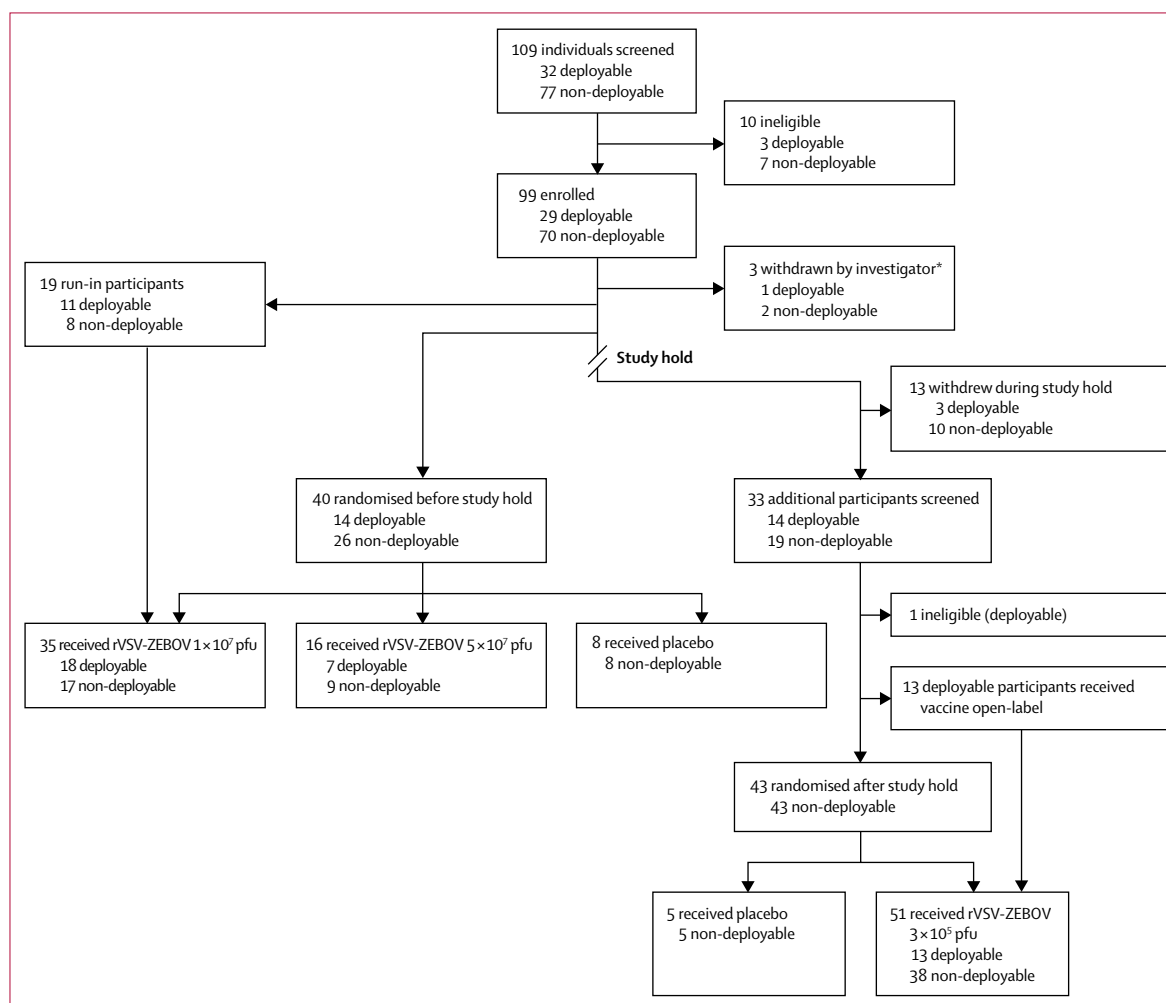 109 individuals screened
32 deployable
77 non-deployable
10 ineligible
3 deployable
7 non-deployable
99 enrolled
29 deployable
70 non-deployable
3 withdrawn by investigator*
1 deployable
2 non-deployable
19 run-in participants
11 deployable
8 non-deployable
Study hold
13 withdrew during study hold
3 deployable
10 non-deployable
40 randomised before study hold
14 deployable
26 non-deployable
33 additional participants screened
14 deployable
19 non-deployable
1 ineligible (deployable)
35 received rVSV-ZEBOV 1×10⁷ pfu
18 deployable
17 non-deployable
16 received rVSV-ZEBOV 5×10⁷ pfu
7 deployable
9 non-deployable
8 received placebo
8 non-deployable
13 deployable participants received
vaccine open-label
43 randomised after study hold
43 non-deployable
5 received placebo
5 non-deployable
51 received rVSV-ZEBOV
3×10⁵ pfu
13 deployable
38 non-deployable